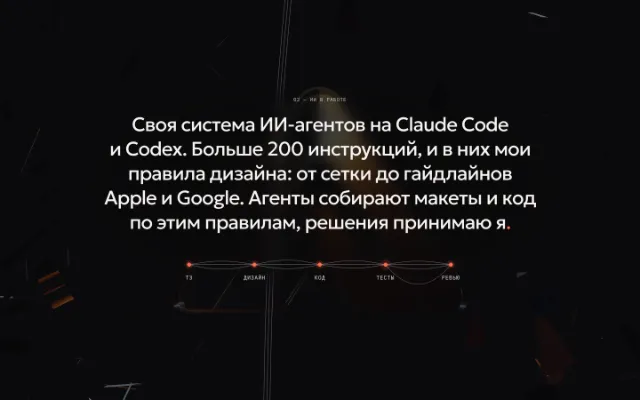 02 — ИИ В РАБОТЕ
Своя система ИИ-агентов на Claude Code
и Codex. Больше 200 инструкций, и в них мои
правила дизайна: от сетки до гайдлайнов
Apple и Google. Агенты собирают макеты и код
по этим правилам, решения принимаю я.
ТЗ ДИЗАЙН КОД ТЕСТЫ РЕВЬЮ